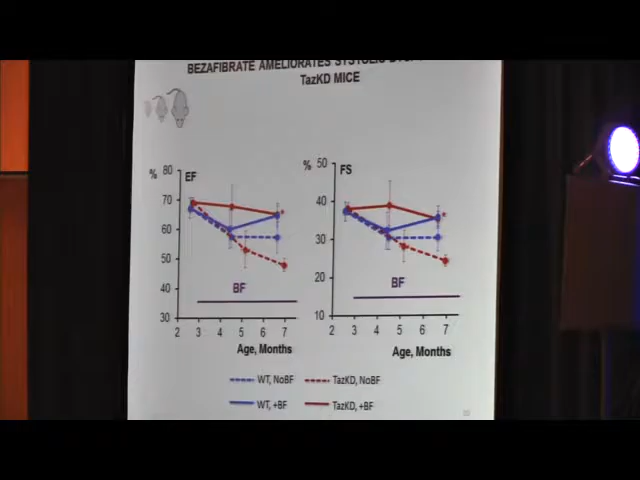 BEZAFIBRATE AMELIORATES SYSTOLIC
TazKD MICE
% EF
80
70
60
50
40
30
2 3 4 5 6 7
BF
Age, Months
% FS
50
40
30
20
10
2 3 4 5 6 7
BF
Age, Months
WT, NoBF TazKD, NoBF
WT, +BF TazKD, +BF